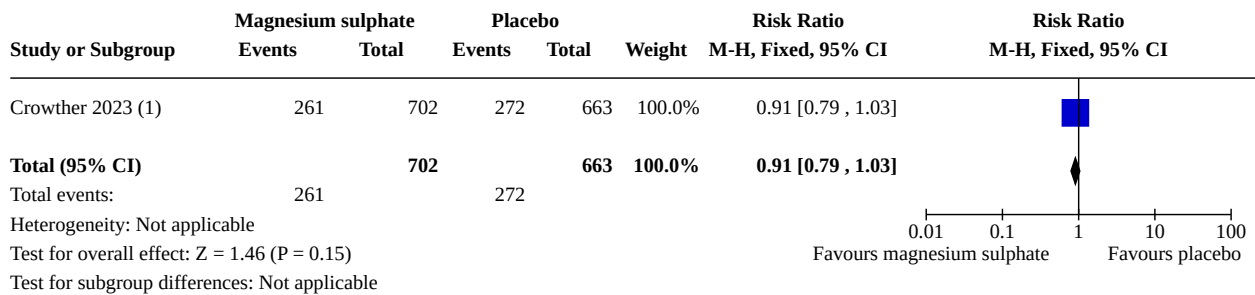 Magnesium sulphate Placebo Risk Ratio Risk Ratio
Study or Subgroup Events Total Events Total Weight M-H, Fixed, 95% CI M-H, Fixed, 95% CI
Crowther 2023 (1) 261 702 272 663 100.0% 0.91 [0.79 , 1.03]
Total (95% CI) 702 663 100.0% 0.91 [0.79 , 1.03]
Total events: 261 272
Heterogeneity: Not applicable
0.01 0.1 1 10 100
Test for overall effect: Z = 1.46 (P = 0.15) Favours magnesium sulphate Favours placebo
Test for subgroup differences: Not applicable